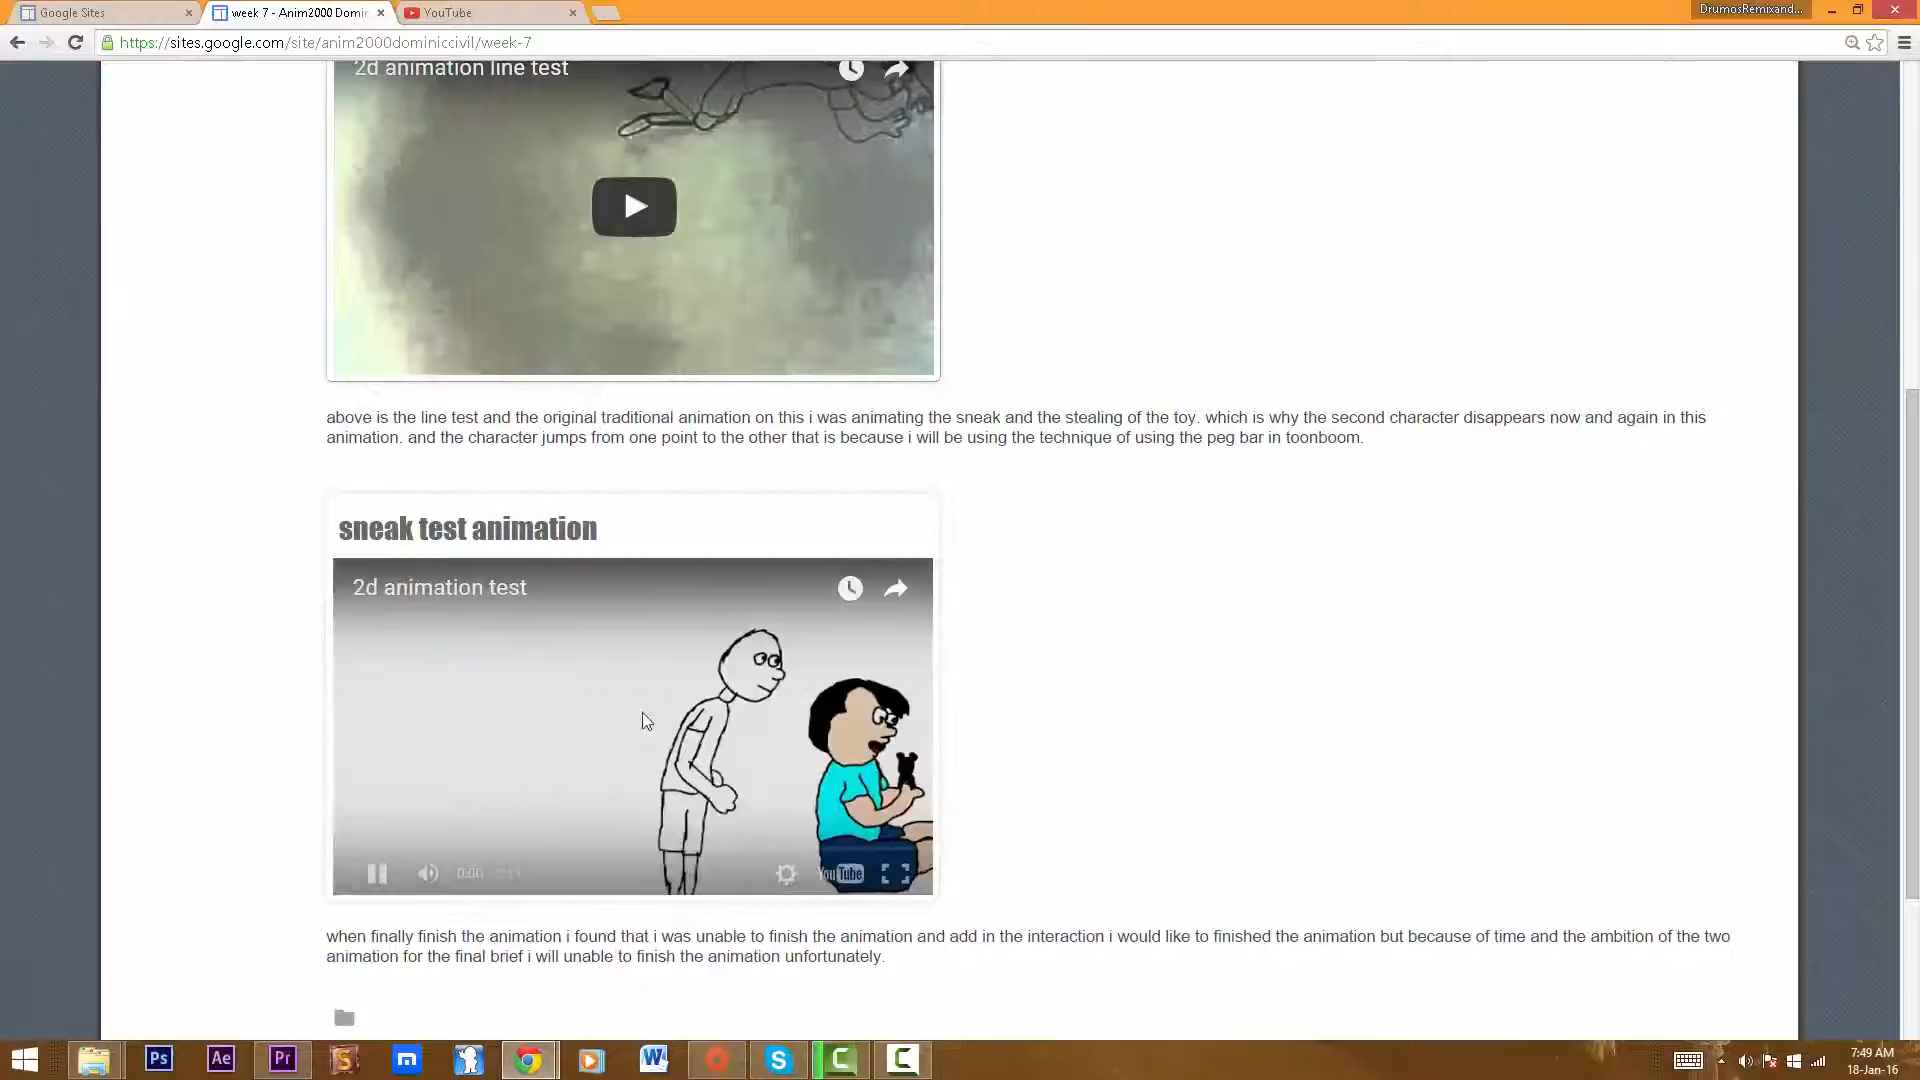 Google Sites
week 7 - Anim2000 Domin
YouTube
DrumosRemixand...
https://sites.google.com/site/anim2000dominiccivil/week-7
2d animation line test
above is the line test and the original traditional animation on this i was animating the sneak and the stealing of the toy. which is why the second character disappears now and again in this
animation. and the character jumps from one point to the other that is because i will be using the technique of using the peg bar in toonboom.
sneak test animation
2d animation test
0:00
YouTube
when finally finish the animation i found that i was unable to finish the animation and add in the interaction i would like to finished the animation but because of time and the ambition of the two
animation for the final brief i will unable to finish the animation unfortunately.
Ps
Ae
Pr
7:49 AM
18-Jan-16